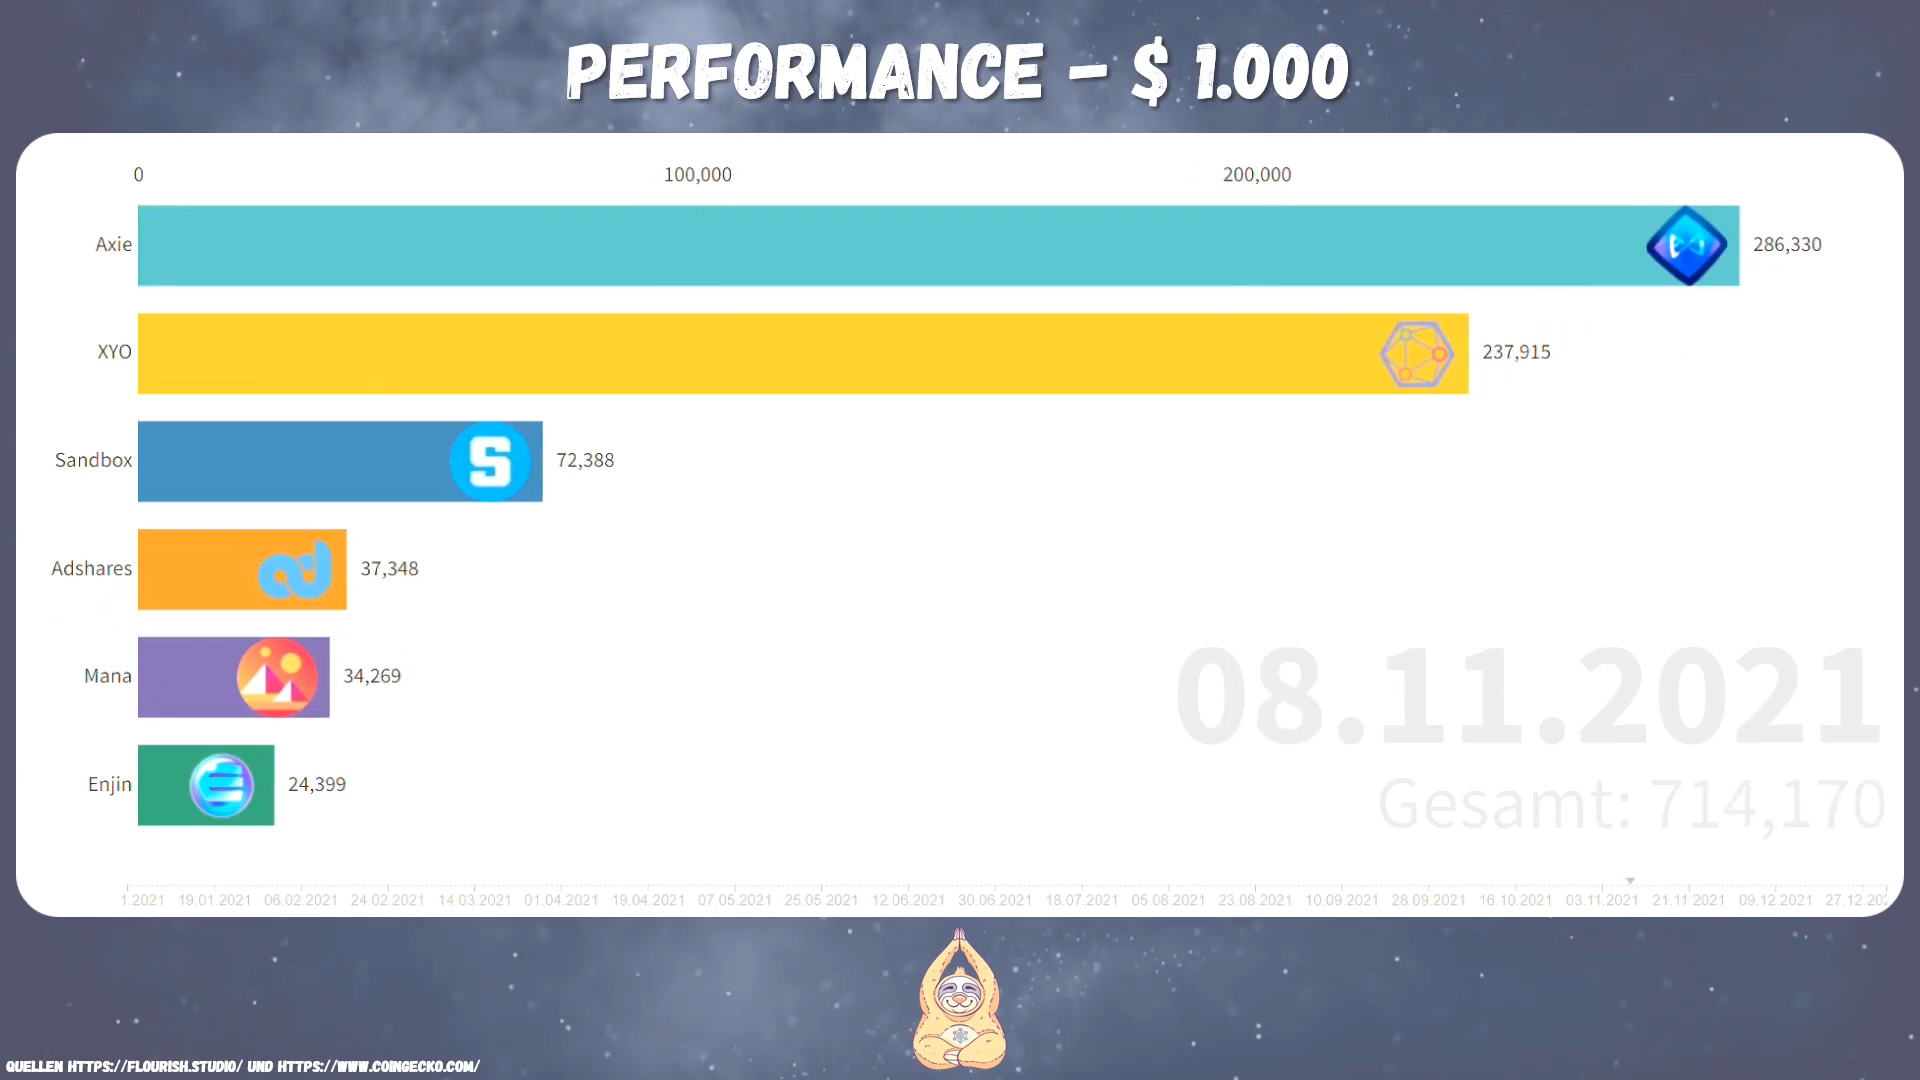 PERFORMANCE - $ 1.000
0 100,000 200,000
Axie 286,330
XYO 237,915
Sandbox S 72,388
Adshares 37,348
Mana 34,269
08.11.2021
Enjin 24,399
Gesamt: 714,170
1.2021 19.01.2021 06.02.2021 24.02.2021 14.03.2021 01.04.2021 19.04.2021 07.05.2021 25.05.2021 12.06.2021 30.06.2021 18.07.2021 05.08.2021 23.08.2021 10.09.2021 28.09.2021 16.10.2021 03.11.2021 21.11.2021 09.12.2021 27.12.202
QUELLEN HTTPS://FLOURISH.STUDIO/ UND HTTPS://WWW.COINGECKO.COM/